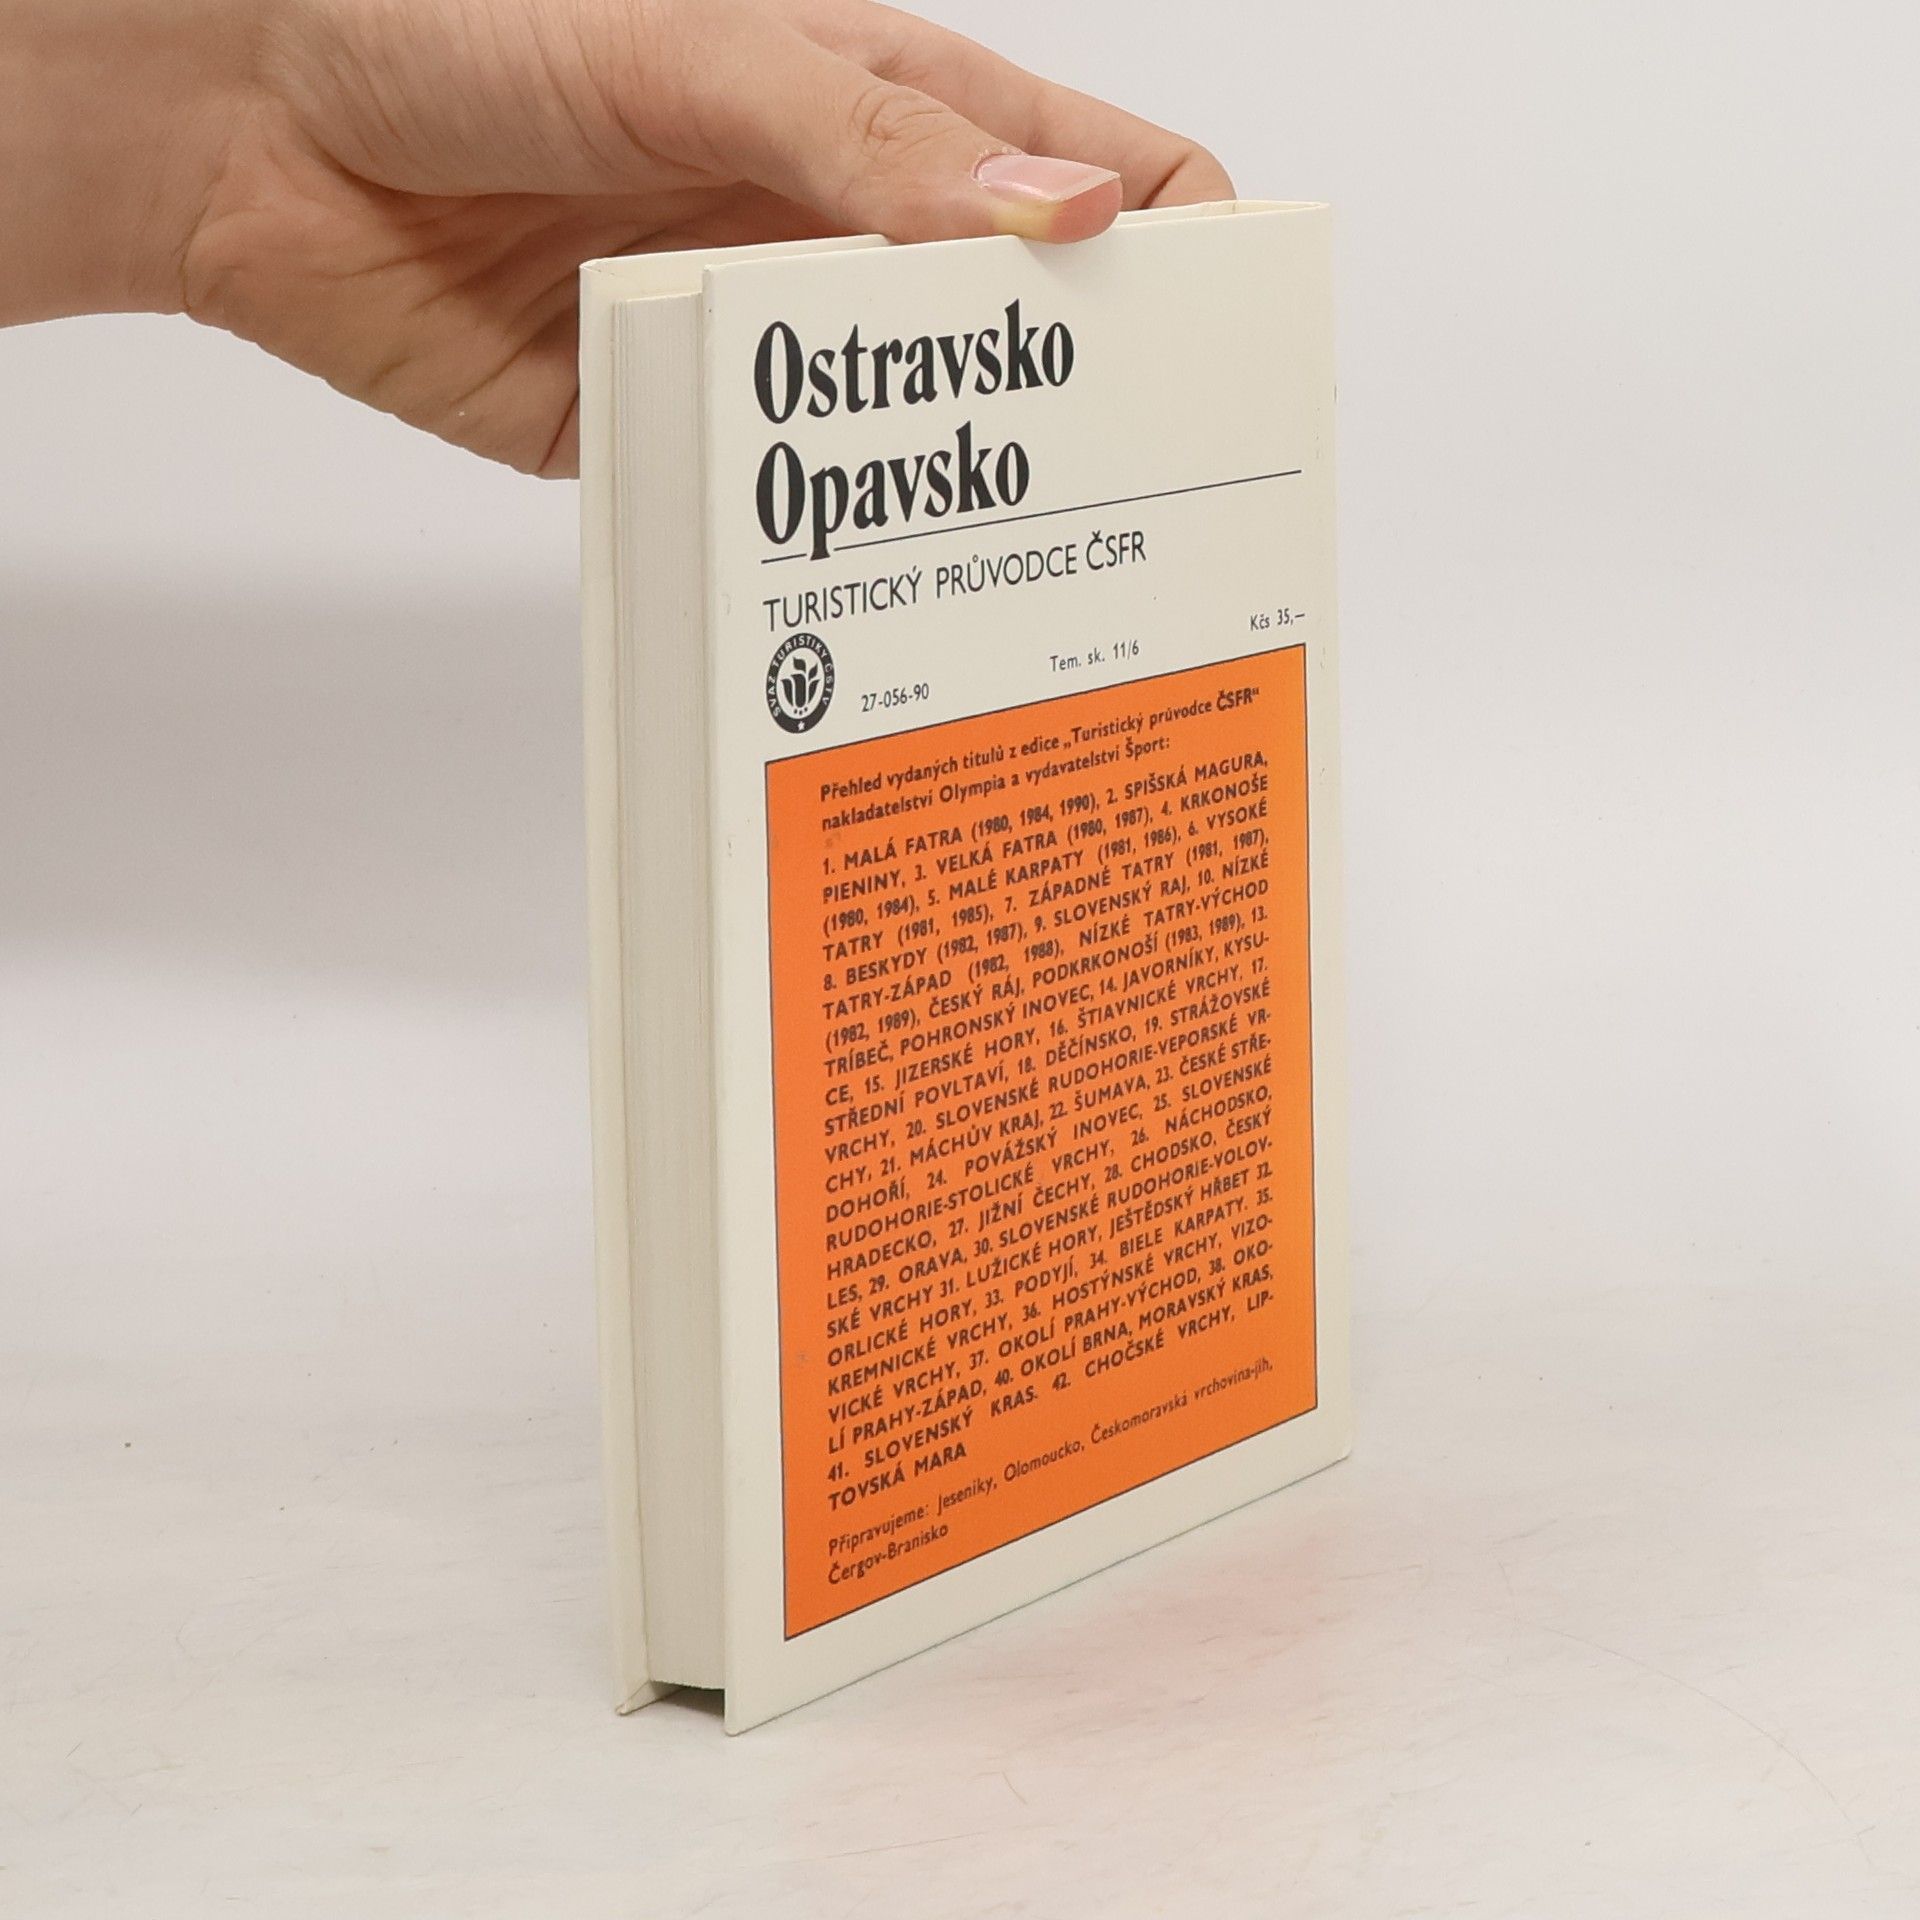 Ostravsko
Opavsko
TURISTICKÝ PRŮVODCE ČSFR
SVAZ TURISTIKY ČSTV
27-056-90
Tem. sk. 11/6
Kčs 35,—
Přehled vydaných titulů z edice „Turistický průvodce ČSFR"
nakladatelství Olympia a vydavatelství Šport:
1. MALÁ FATRA (1980, 1984, 1990), 2. SPIŠSKÁ MAGURA,
PIENINY, 3. VELKÁ FATRA (1980, 1987), 4. KRKONOŠE
(1980, 1984), 5. MALÉ KARPATY (1981, 1986), 6. VYSOKÉ
TATRY (1981, 1985), 7. ZÁPADNÉ TATRY (1981, 1987),
8. BESKYDY (1982, 1987), 9. SLOVENSKÝ RAJ, 10. NÍZKÉ
TATRY-ZÁPAD (1982, 1988), NÍZKÉ TATRY-VÝCHOD
(1982, 1989), ČESKÝ RÁJ, PODKRKONOŠÍ (1983, 1989), 13.
TRÍBEČ, POHRONSKÝ INOVEC, 14. JAVORNÍKY, KYSU-
CE, 15. JIZERSKÉ HORY, 16. ŠTIAVNICKÉ VRCHY, 17.
STŘEDNÍ POVLTAVÍ, 18. DĚČÍNSKO, 19. STRÁŽOVSKÉ
VRCHY, 20. SLOVENSKÉ RUDOHORIE-VEPORSKÉ VR-
CHY, 21. MÁCHŮV KRAJ, 22. ŠUMAVA, 23. ČESKÉ STŘE-
DOHOŘÍ, 24. POVÁŽSKÝ INOVEC, 25. SLOVENSKÉ
RUDOHORIE-STOLICKÉ VRCHY, 26. NÁCHODSKO,
HRADECKO, 27. JIŽNÍ ČECHY, 28. CHODSKO, ČESKÝ
LES, 29. ORAVA, 30. SLOVENSKÉ RUDOHORIE-VOLOV-
SKÉ VRCHY 31. LUŽICKÉ HORY, JEŠTĚDSKÝ HŘBET 32.
ORLICKÉ HORY, 33. PODYJÍ, 34. BIELE KARPATY. 35.
KREMNICKÉ VRCHY, 36. HOSTÝNSKÉ VRCHY, VIZO-
VICKÉ VRCHY, 37. OKOLÍ PRAHY-VÝCHOD, 38. OKO-
LÍ PRAHY-ZÁPAD, 40. OKOLÍ BRNA, MORAVSKÝ KRAS,
41. SLOVENSKÝ KRAS. 42. CHOČSKÉ VRCHY, LIP-
TOVSKÁ MARA
Připravujeme: Jeseníky, Olomoucko, Českomoravská vrchovina-jih,
Čergov-Branisko